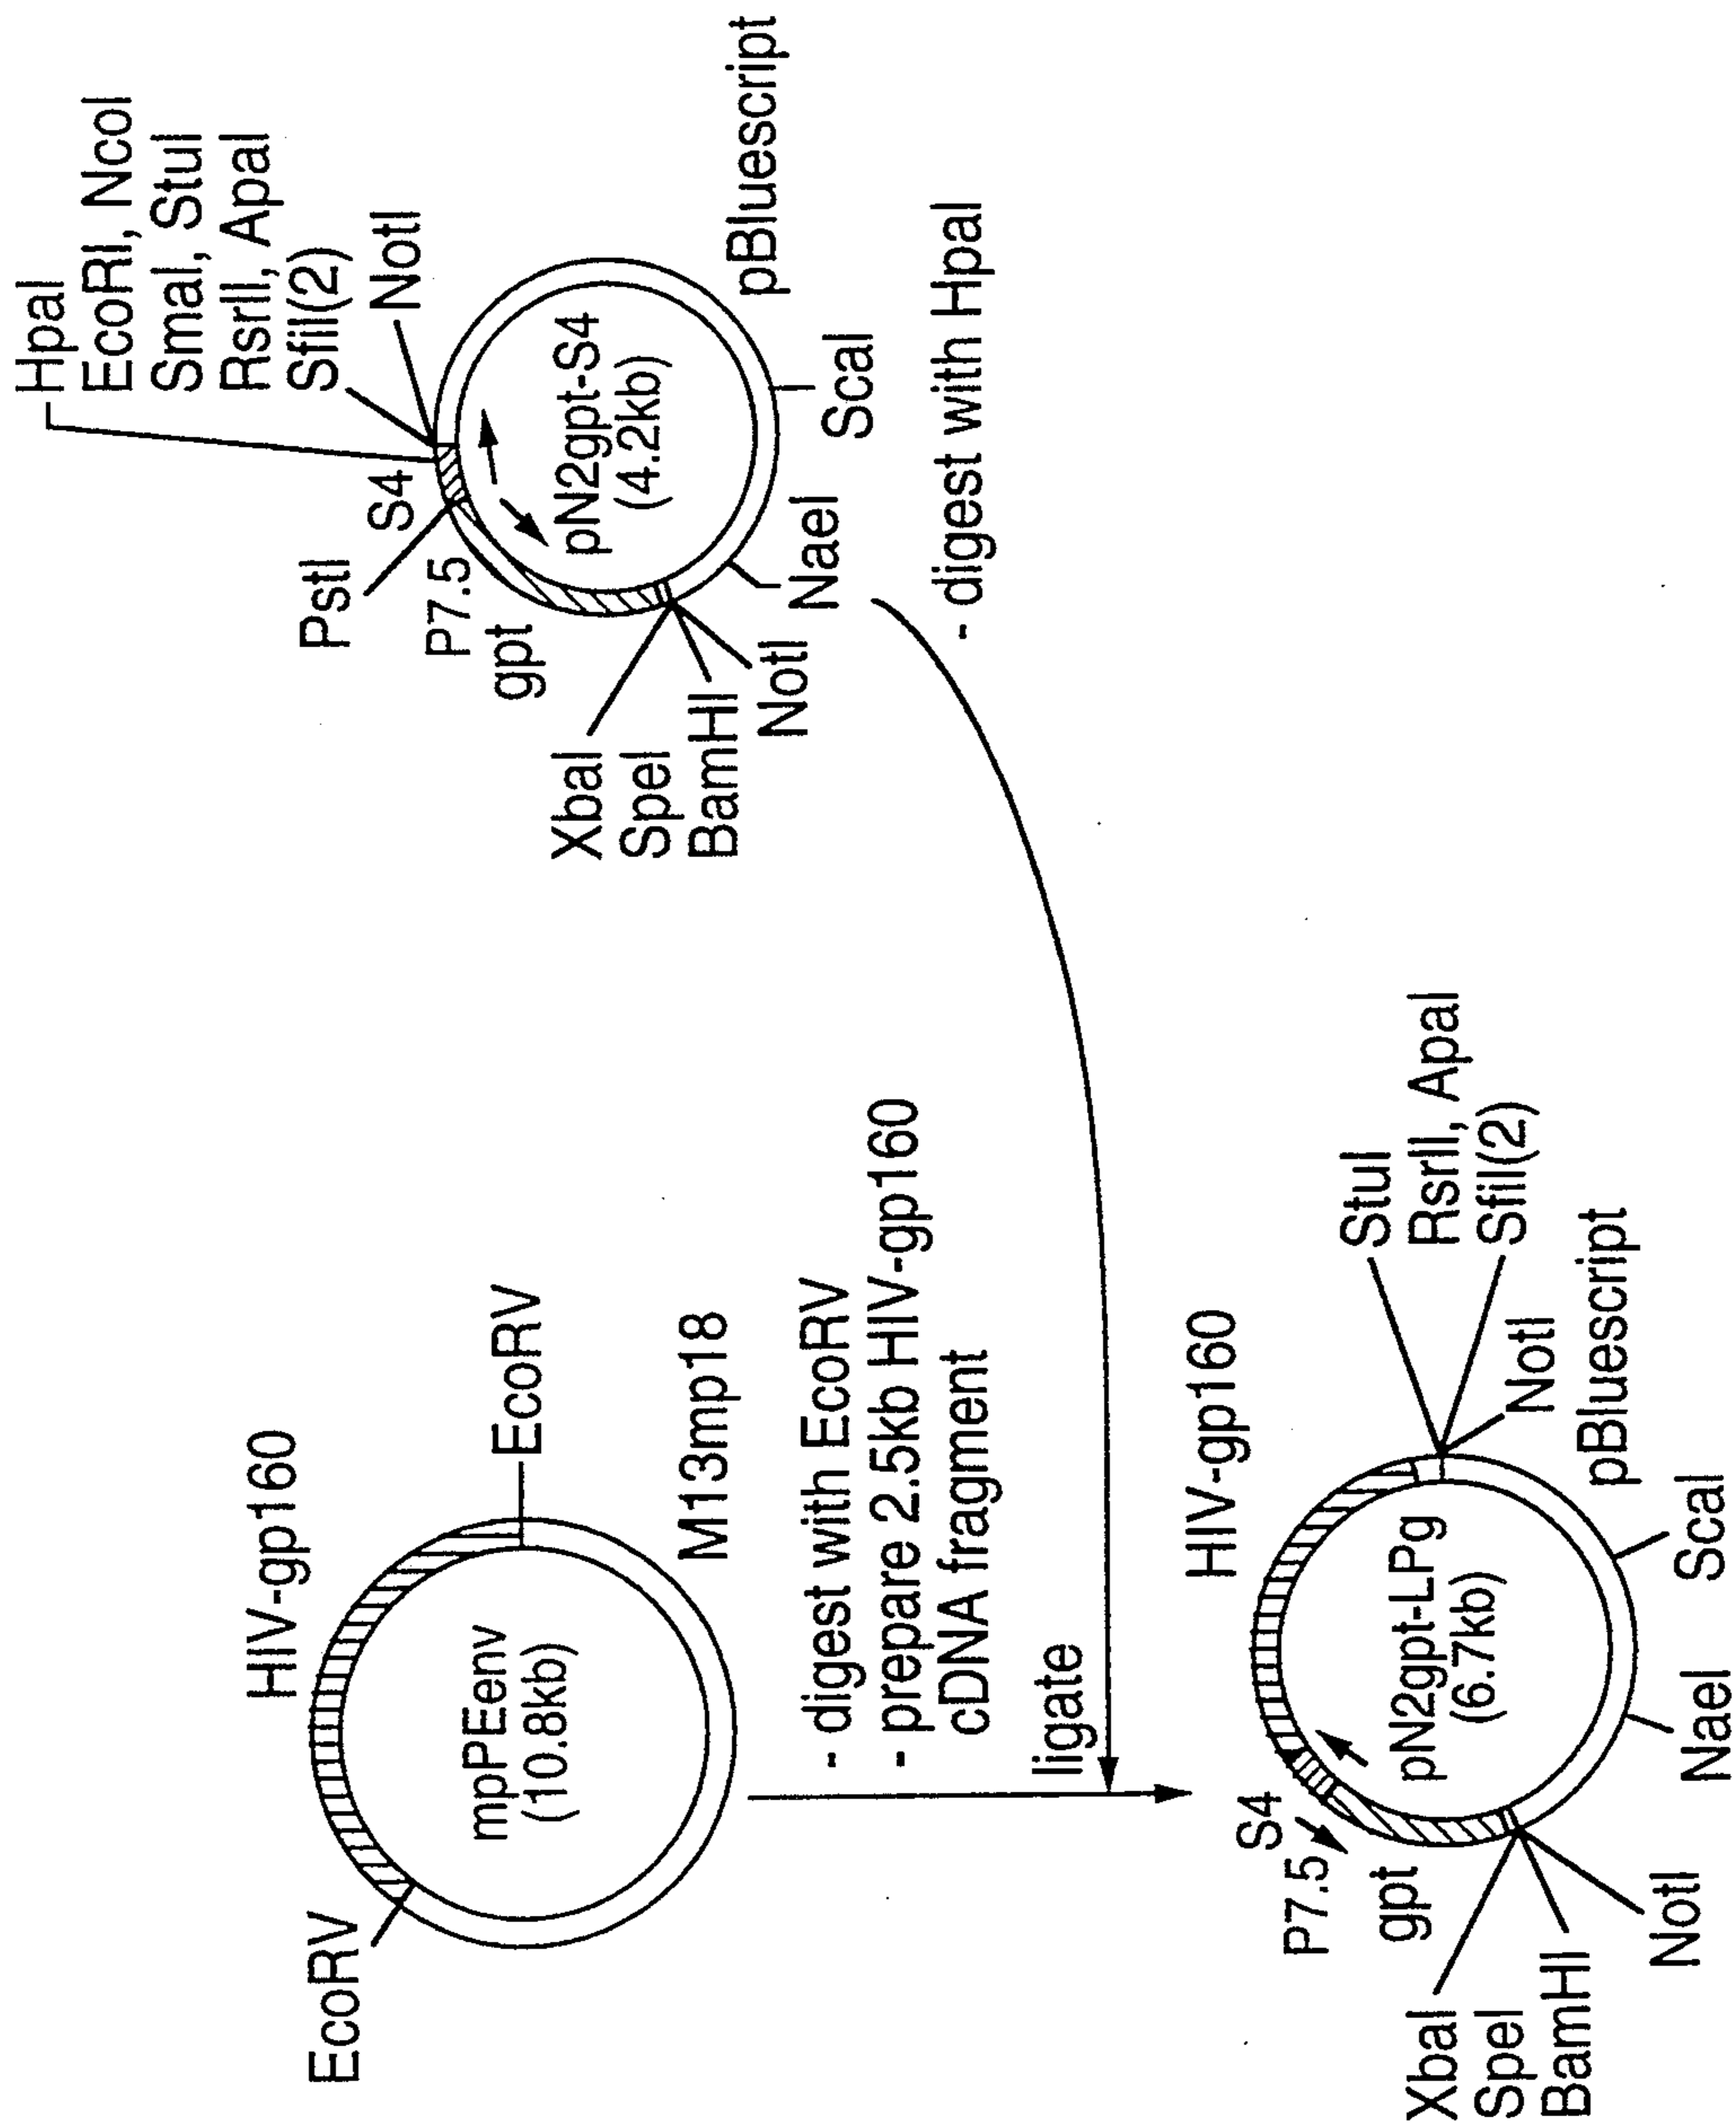 EcoRV
HIV-gp160
mpPEnv
(10.8kb)
EcoRV
M13mp18
- digest with EcoRV
- prepare 2.5kb HIV-gp160
cDNA fragment
HpaI
EcoRI, NcoI
SmaI, StuI
RsrII, ApaI
SfiI(2)
NotI
S4
PstI
P7.5
gpt
pN2gpt-S4
(4.2kb)
pBluescript
XbaI
SpeI
BamHI
NotI
NaeI
ScaI
- digest with HpaI
ligate
HIV-gp160
S4
P7.5
gpt
pN2gpt-LPg
(6.7kb)
StuI
RsrII, ApaI
SfiI(2)
NotI
pBluescript
XbaI
SpeI
BamHI
NotI
NaeI
ScaI